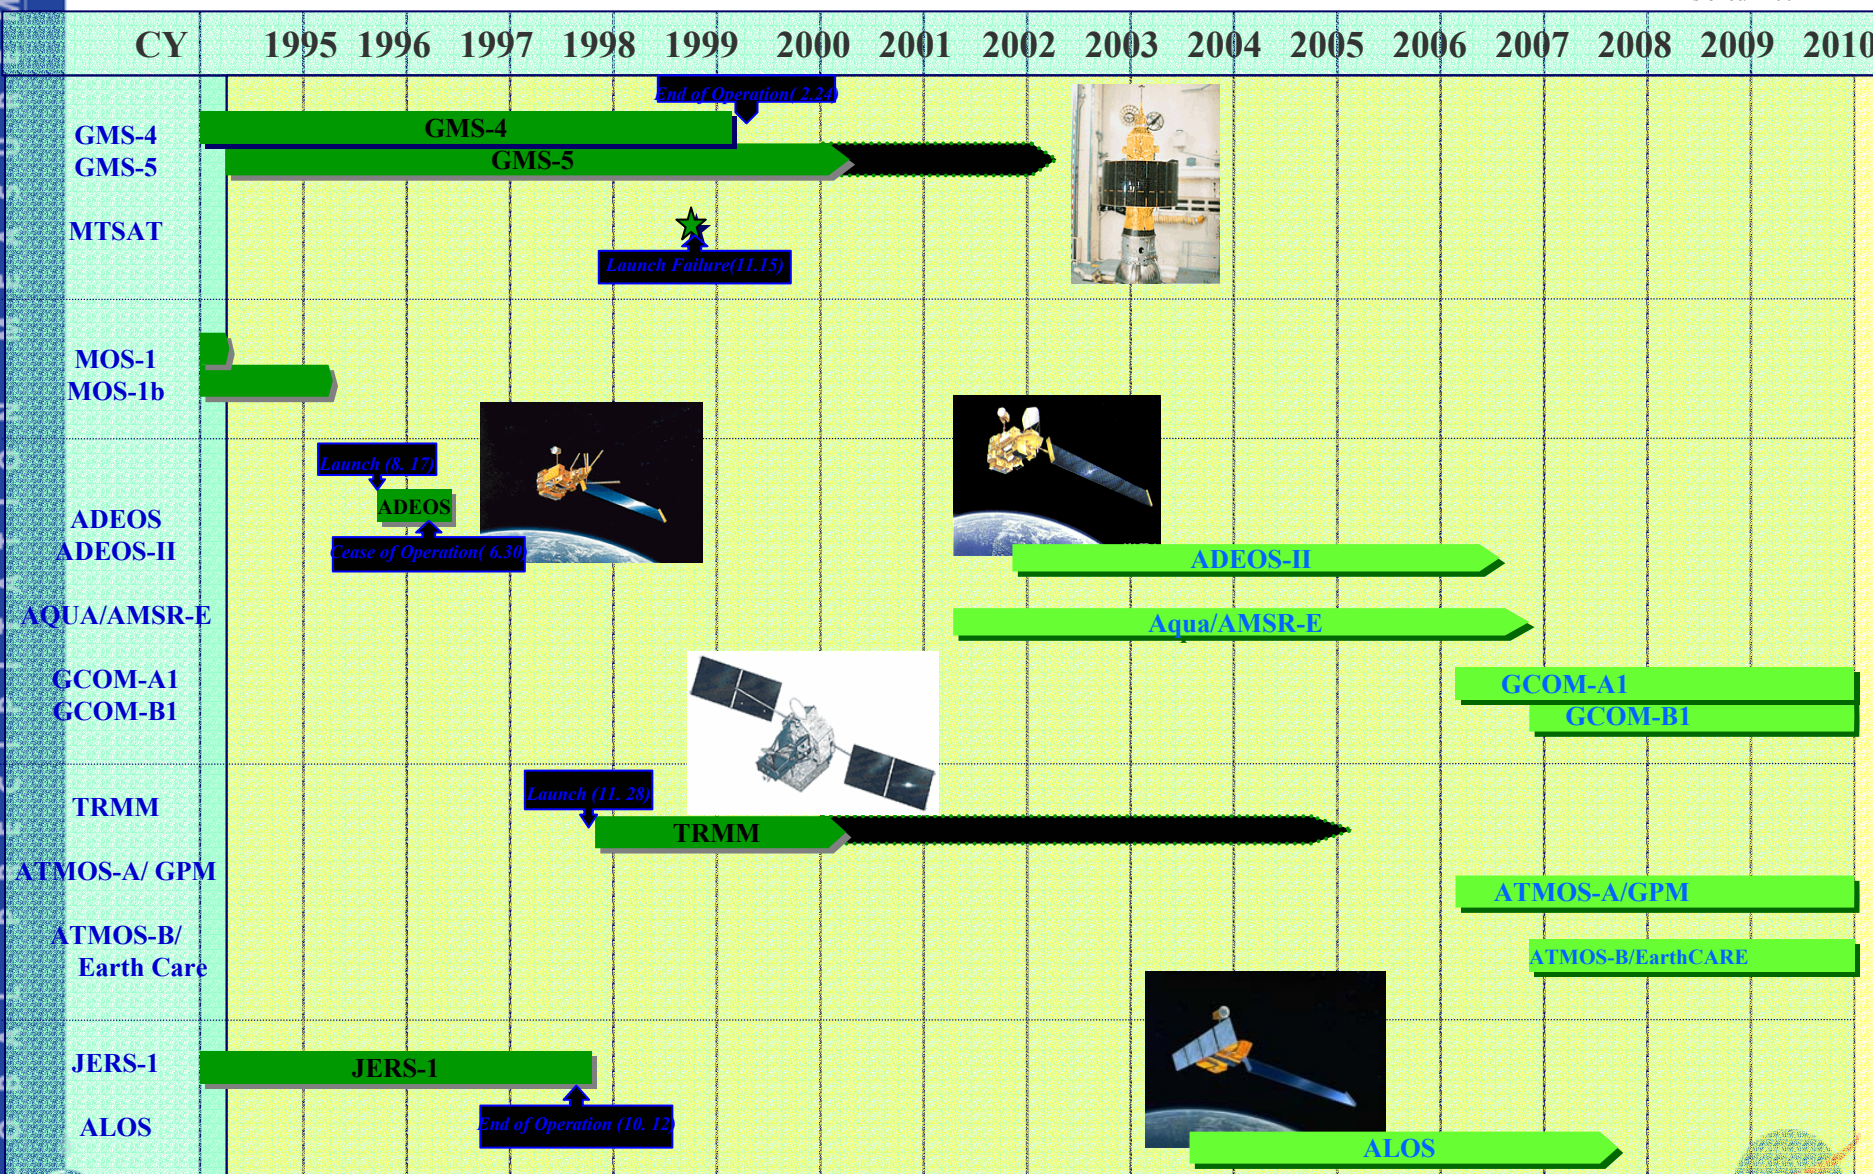 CY 1995 1996 1997 1998 1999 2000 2001 2002 2003 2004 2005 2006 2007 2008 2009 2010
End of Operation( 2.24)
GMS-4 GMS-4
GMS-5 GMS-5
MTSAT
Launch Failure(11.15)
MOS-1
MOS-1b
Launch (8. 17)
ADEOS
ADEOS
Cease of Operation( 6.30)
ADEOS-II ADEOS-II
AQUA/AMSR-E Aqua/AMSR-E
GCOM-A1 GCOM-A1
GCOM-B1 GCOM-B1
Launch (11. 28)
TRMM TRMM
ATMOS-A/ GPM ATMOS-A/GPM
ATMOS-B/
Earth Care ATMOS-B/EarthCARE
JERS-1 JERS-1
End of Operation (10. 12)
ALOS ALOS